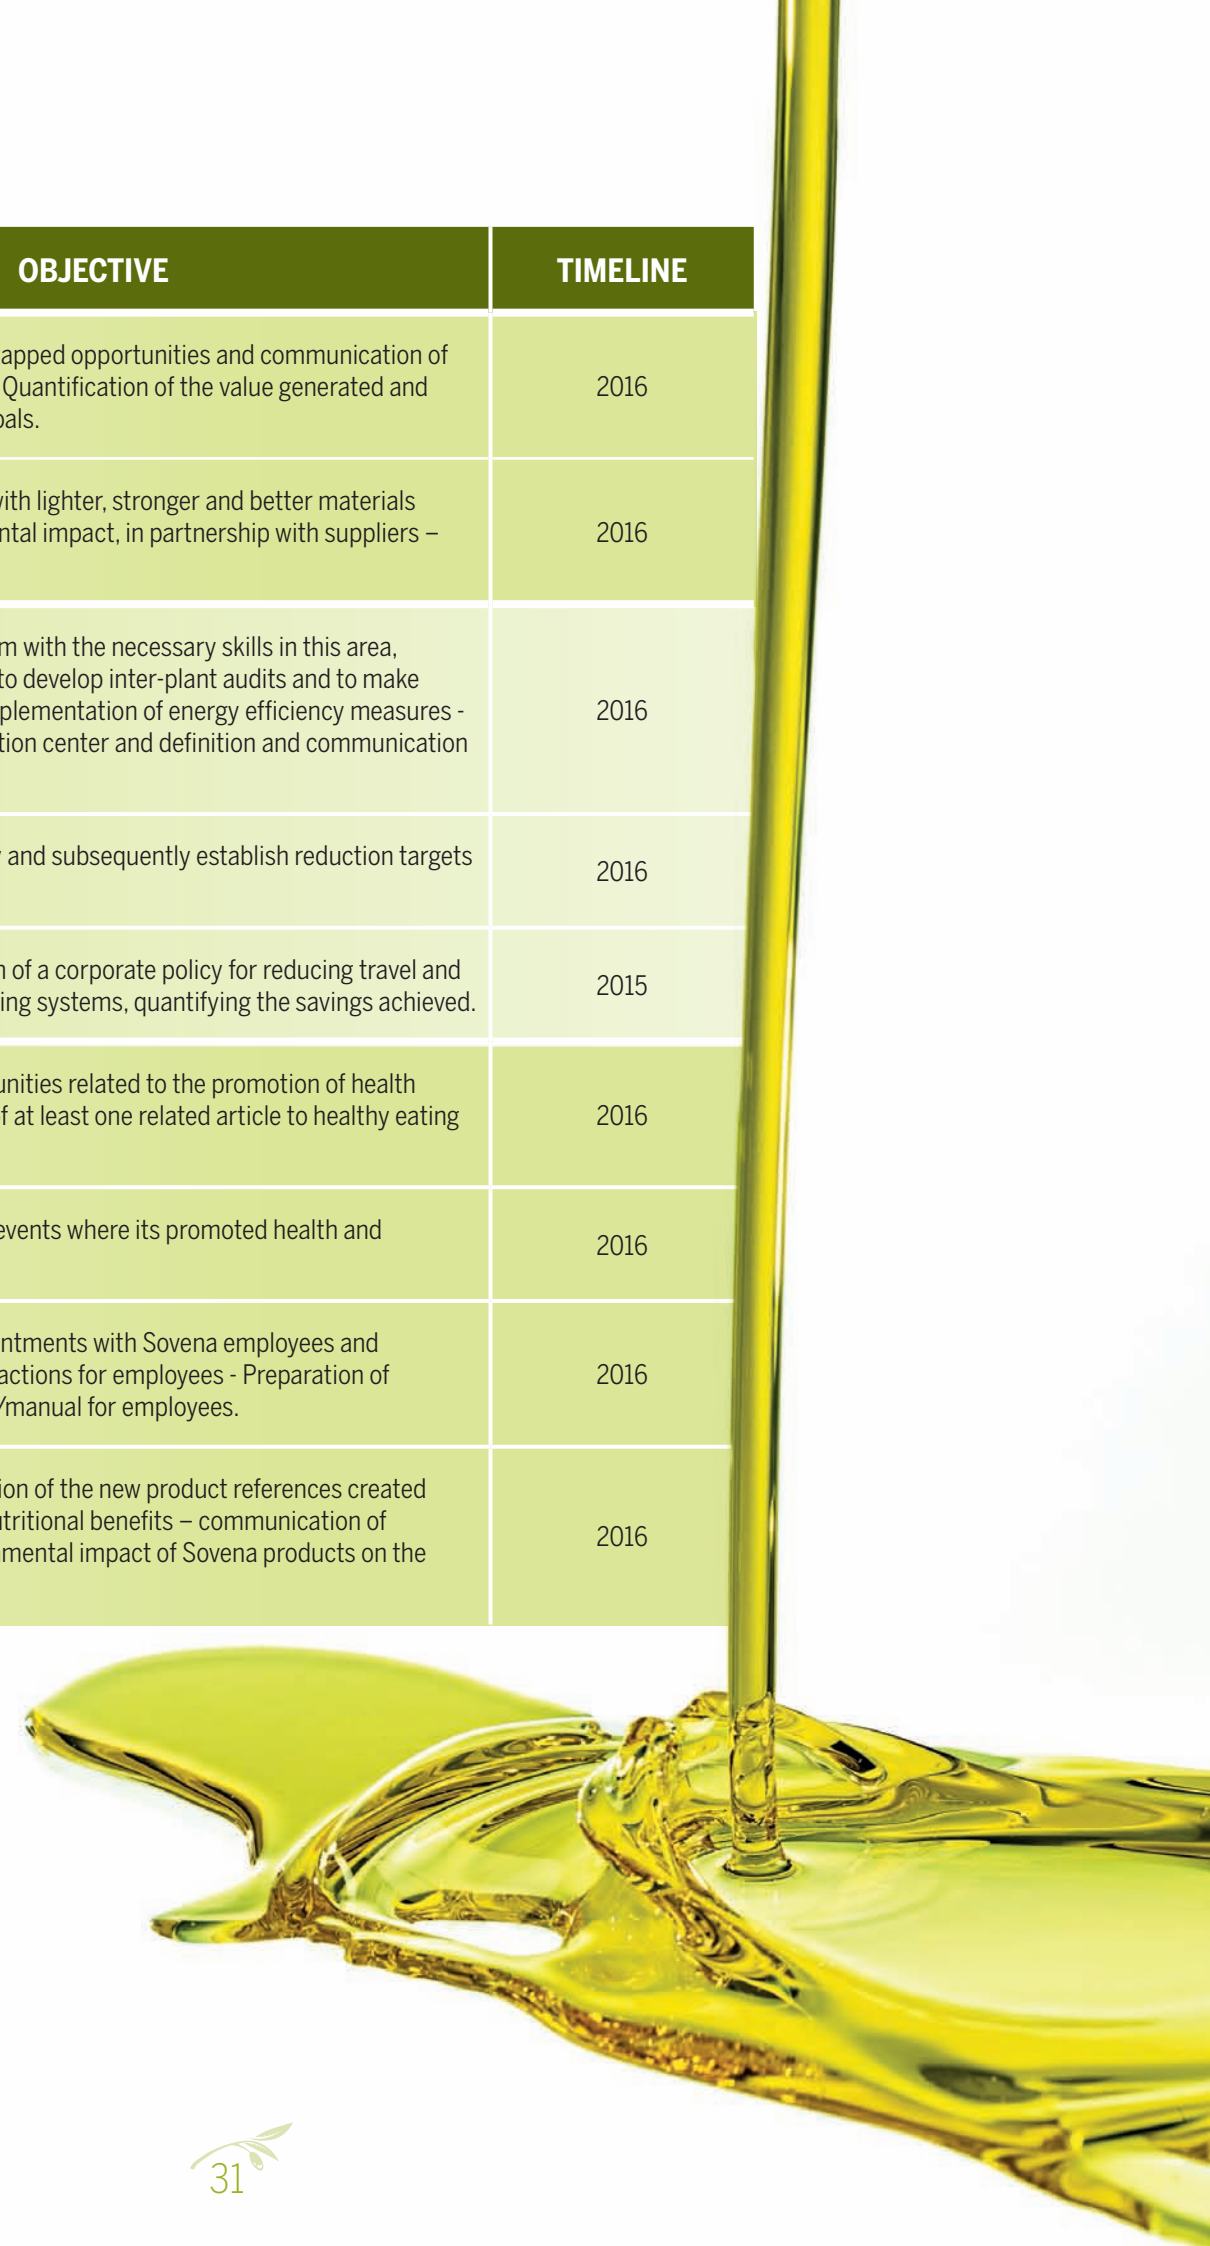 OBJECTIVE TIMELINE
apped opportunities and communication of
Quantification of the value generated and
oals.
2016
with lighter, stronger and better materials
ntal impact, in partnership with suppliers –
2016
m with the necessary skills in this area,
to develop inter-plant audits and to make
plementation of energy efficiency measures -
tion center and definition and communication
2016
and subsequently establish reduction targets
2016
n of a corporate policy for reducing travel and
ing systems, quantifying the savings achieved.
2015
unities related to the promotion of health
f at least one related article to healthy eating
2016
events where its promoted health and
2016
ntments with Sovena employees and
actions for employees - Preparation of
/manual for employees.
2016
ion of the new product references created
utritional benefits – communication of
mental impact of Sovena products on the
2016
31